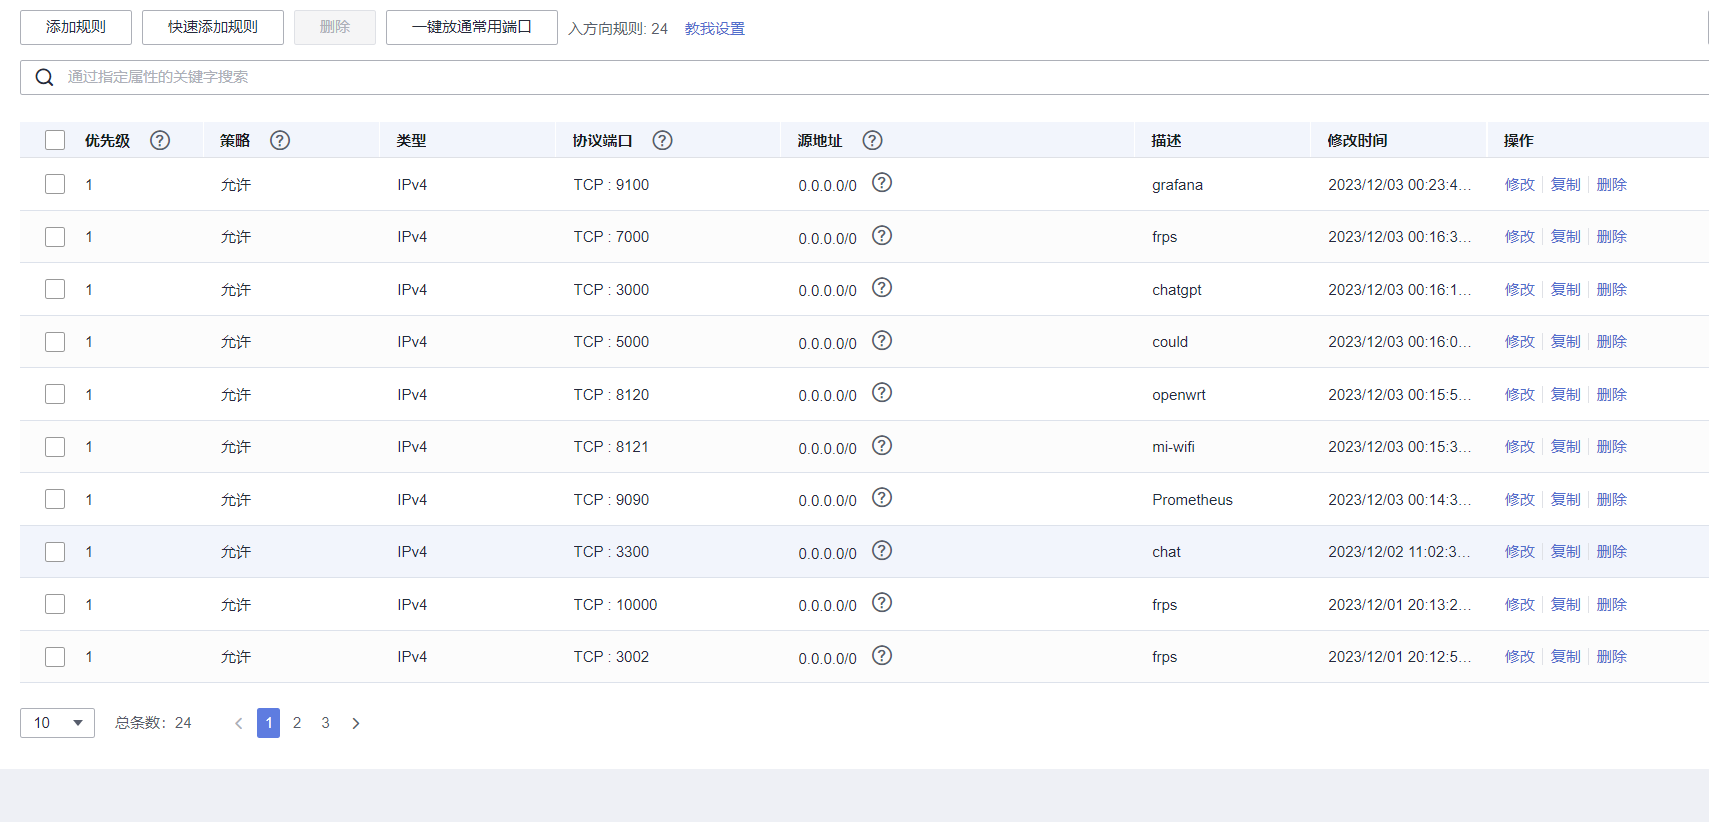 添加规则 快速添加规则 删除 一键放通常用端口 入方向规则: 24 教我设置
通过指定属性的关键字搜索
优先级 ? 策略 ? 类型 协议端口 ? 源地址 ? 描述 修改时间 操作
1 允许 IPv4 TCP : 9100 0.0.0.0/0 ? grafana 2023/12/03 00:23:4... 修改 复制 删除
1 允许 IPv4 TCP : 7000 0.0.0.0/0 ? frps 2023/12/03 00:16:3... 修改 复制 删除
1 允许 IPv4 TCP : 3000 0.0.0.0/0 ? chatgpt 2023/12/03 00:16:1... 修改 复制 删除
1 允许 IPv4 TCP : 5000 0.0.0.0/0 ? could 2023/12/03 00:16:0... 修改 复制 删除
1 允许 IPv4 TCP : 8120 0.0.0.0/0 ? openwrt 2023/12/03 00:15:5... 修改 复制 删除
1 允许 IPv4 TCP : 8121 0.0.0.0/0 ? mi-wifi 2023/12/03 00:15:3... 修改 复制 删除
1 允许 IPv4 TCP : 9090 0.0.0.0/0 ? Prometheus 2023/12/03 00:14:3... 修改 复制 删除
1 允许 IPv4 TCP : 3300 0.0.0.0/0 ? chat 2023/12/02 11:02:3... 修改 复制 删除
1 允许 IPv4 TCP : 10000 0.0.0.0/0 ? frps 2023/12/01 20:13:2... 修改 复制 删除
1 允许 IPv4 TCP : 3002 0.0.0.0/0 ? frps 2023/12/01 20:12:5... 修改 复制 删除
10 总条数: 24 < 1 2 3 >